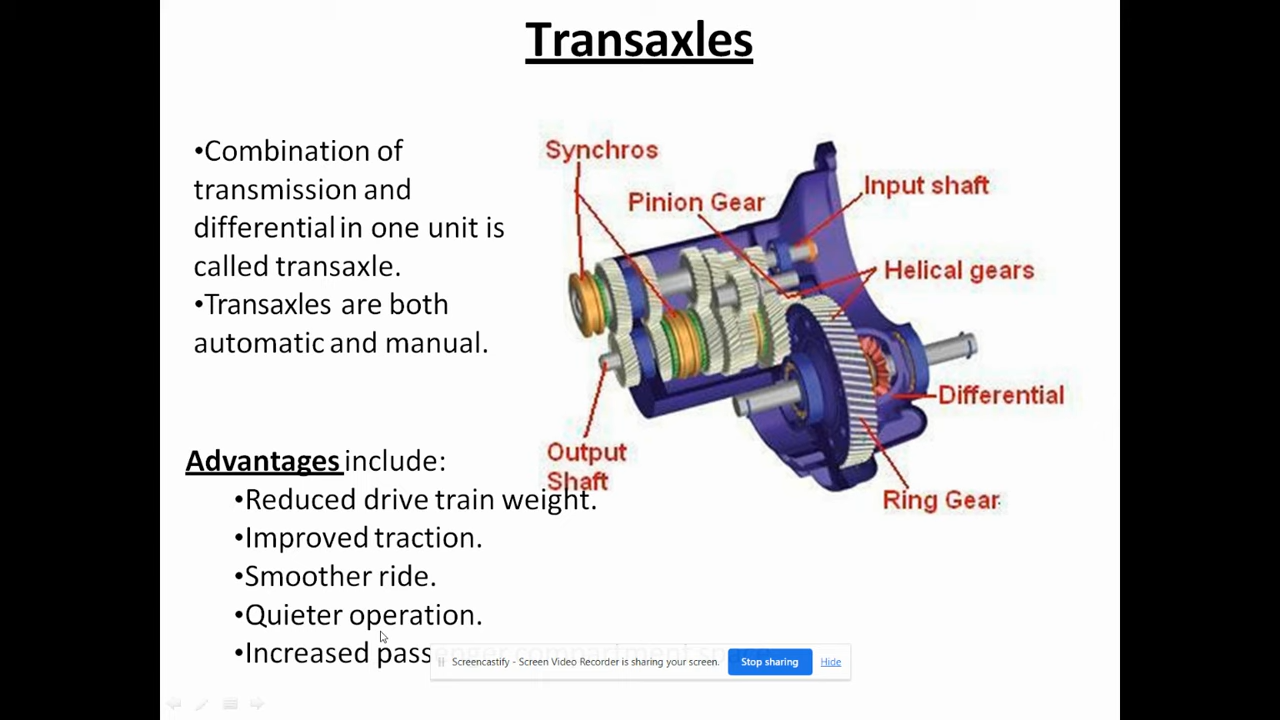 Transaxles
•Combination of
transmission and
differential in one unit is
called transaxle.
•Transaxles are both
automatic and manual.
Synchros
Pinion Gear
Input shaft
Helical gears
Differential
Ring Gear
Output
Shaft
Advantages include:
•Reduced drive train weight.
•Improved traction.
•Smoother ride.
•Quieter operation.
•Increased
Screencastify - Screen Video Recorder is sharing your screen.
Stop sharing
Hide